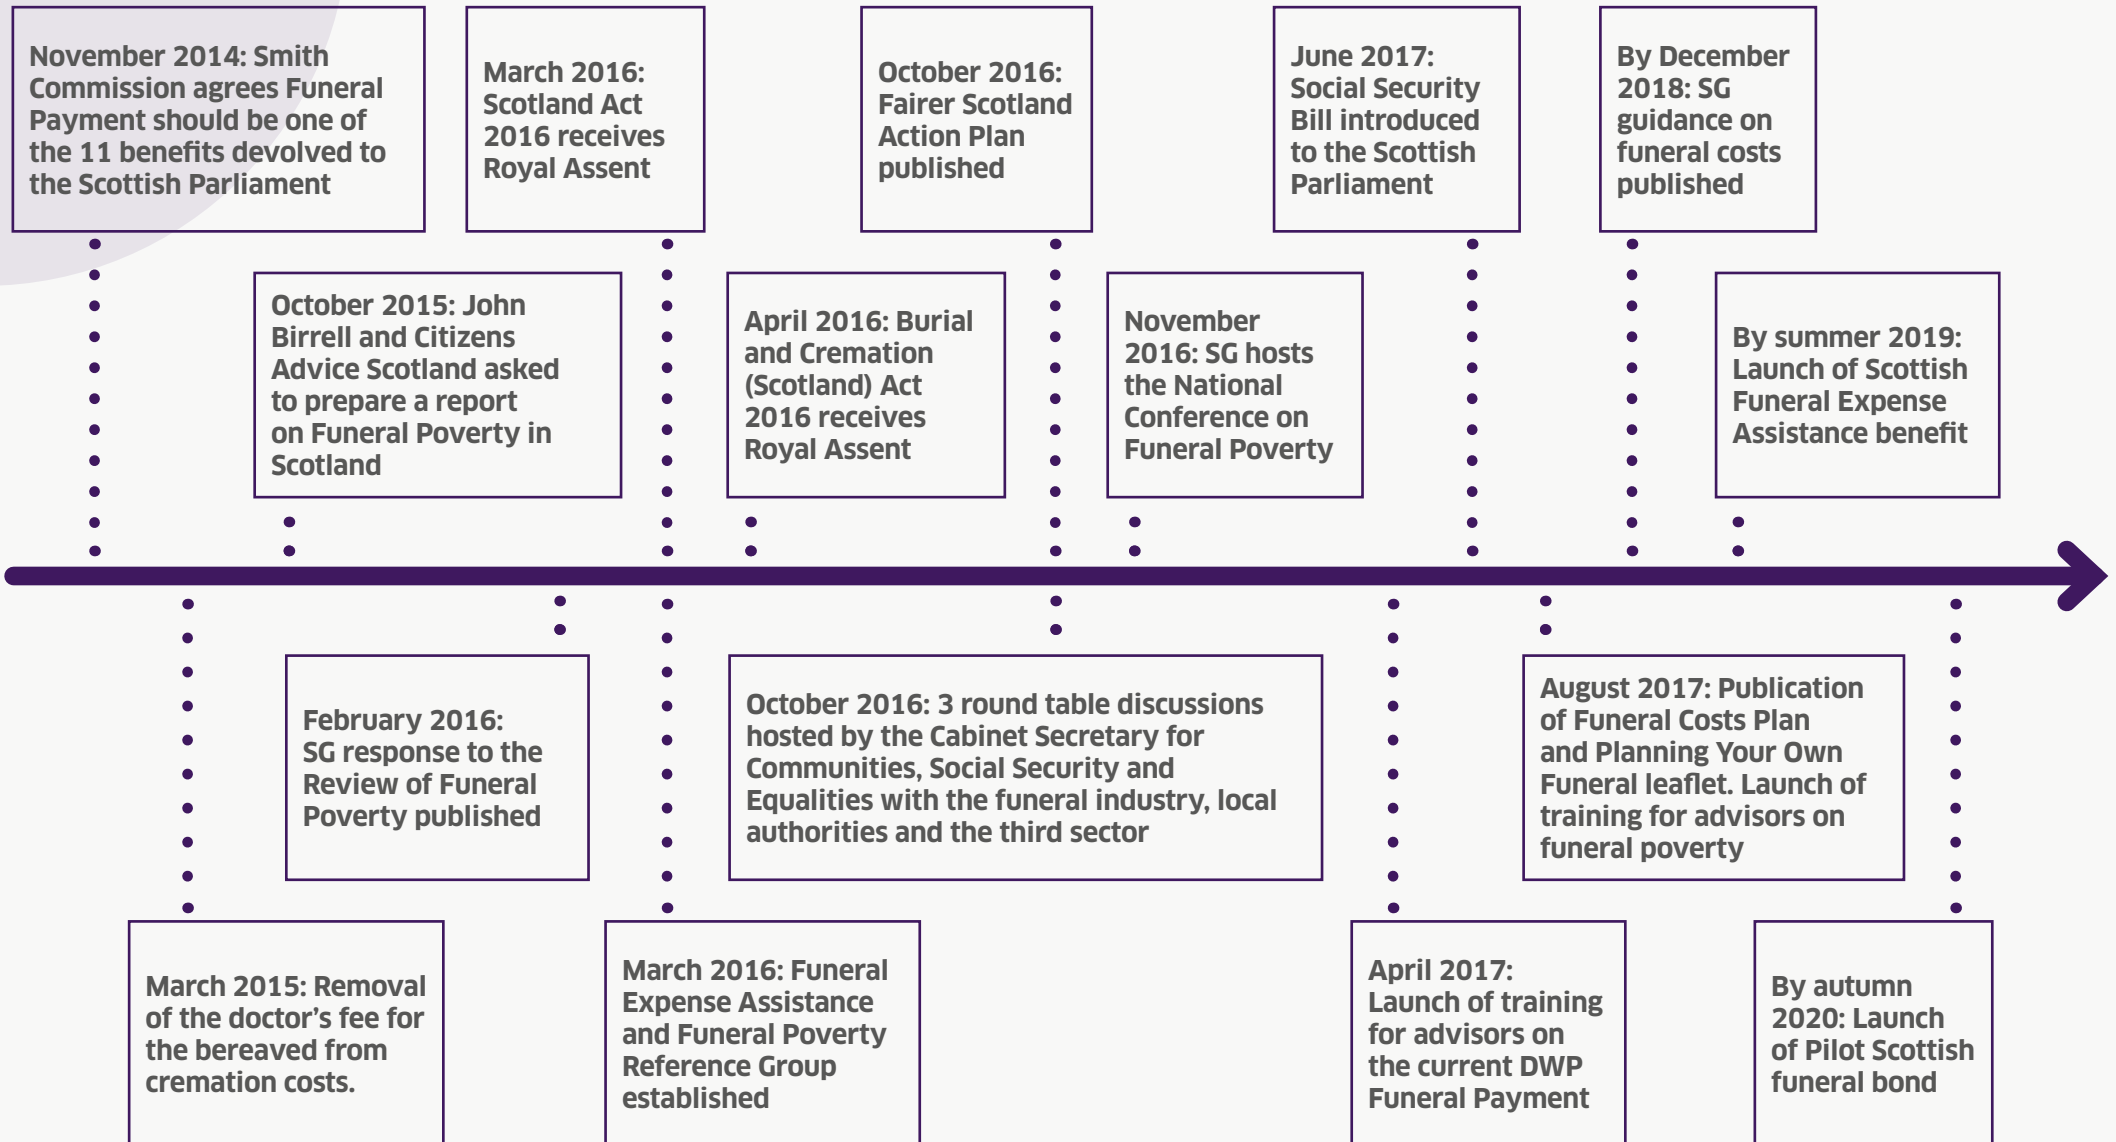 November 2014: Smith
Commission agrees Funeral
Payment should be one of
the 11 benefits devolved to
the Scottish Parliament
March 2016:
Scotland Act
2016 receives
Royal Assent
October 2016:
Fairer Scotland
Action Plan
published
June 2017:
Social Security
Bill introduced
to the Scottish
Parliament
By December
2018: SG
guidance on
funeral costs
published
October 2015: John
Birrell and Citizens
Advice Scotland asked
to prepare a report
on Funeral Poverty in
Scotland
April 2016: Burial
and Cremation
(Scotland) Act
2016 receives
Royal Assent
November
2016: SG hosts
the National
Conference on
Funeral Poverty
By summer 2019:
Launch of Scottish
Funeral Expense
Assistance benefit
February 2016:
SG response to the
Review of Funeral
Poverty published
October 2016: 3 round table discussions
hosted by the Cabinet Secretary for
Communities, Social Security and
Equalities with the funeral industry, local
authorities and the third sector
August 2017: Publication
of Funeral Costs Plan
and Planning Your Own
Funeral leaflet. Launch of
training for advisors on
funeral poverty
March 2015: Removal
of the doctor’s fee for
the bereaved from
cremation costs.
March 2016: Funeral
Expense Assistance
and Funeral Poverty
Reference Group
established
April 2017:
Launch of training
for advisors on
the current DWP
Funeral Payment
By autumn
2020: Launch
of Pilot Scottish
funeral bond